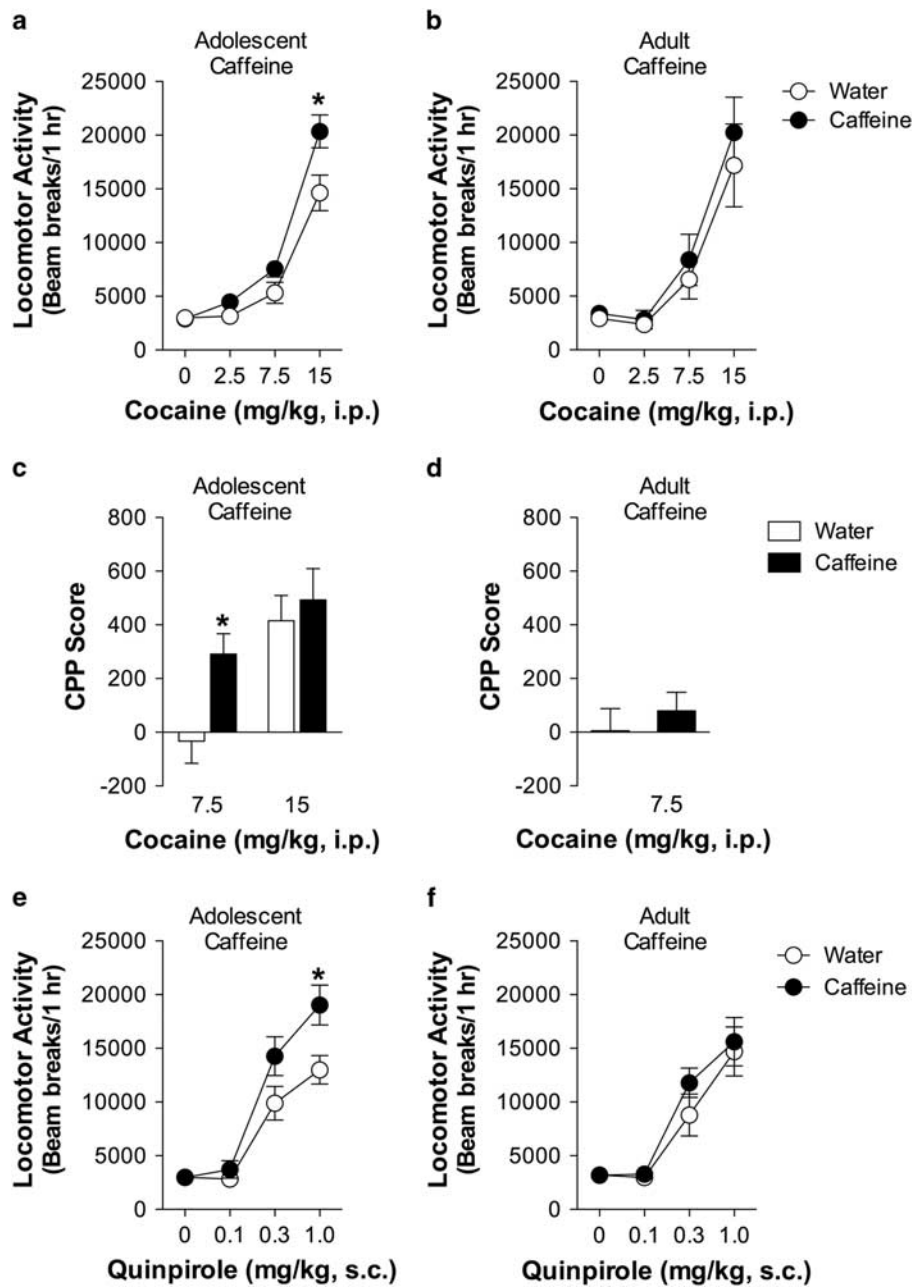 a
Adolescent
Caffeine
Locomotor Activity
(Beam breaks/1 hr)
25000
20000
15000
10000
5000
0
*
0 2.5 7.5 15
Cocaine (mg/kg, i.p.)
b
Adult
Caffeine
Locomotor Activity
(Beam breaks/1 hr)
25000
20000
15000
10000
5000
0
0 2.5 7.5 15
Cocaine (mg/kg, i.p.)
Water
Caffeine
c
Adolescent
Caffeine
CPP Score
800
600
400
200
0
-200
*
7.5 15
Cocaine (mg/kg, i.p.)
d
Adult
Caffeine
CPP Score
800
600
400
200
0
-200
7.5
Cocaine (mg/kg, i.p.)
Water
Caffeine
e
Adolescent
Caffeine
Locomotor Activity
(Beam breaks/1 hr)
25000
20000
15000
10000
5000
0
*
0 0.1 0.3 1.0
Quinpirole (mg/kg, s.c.)
f
Adult
Caffeine
Locomotor Activity
(Beam breaks/1 hr)
25000
20000
15000
10000
5000
0
0 0.1 0.3 1.0
Quinpirole (mg/kg, s.c.)
Water
Caffeine